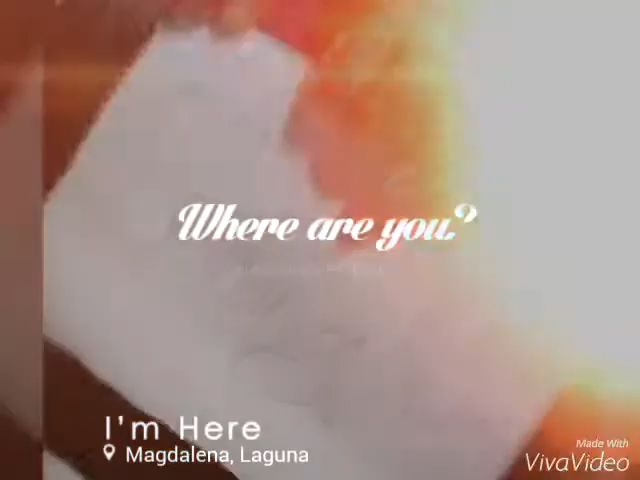 Where are you?
I'm Here
Magdalena, Laguna
Made With
VivaVideo